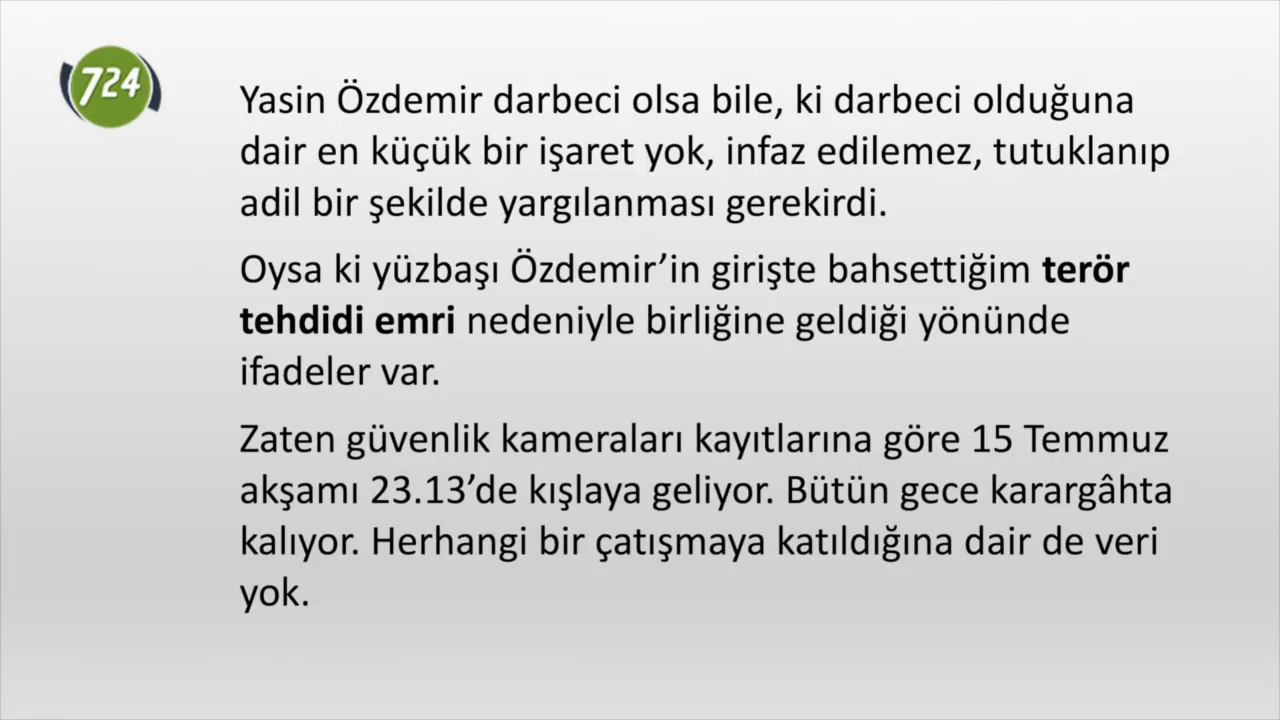 724
Yasin Özdemir darbeci olsa bile, ki darbeci olduğuna
dair en küçük bir işaret yok, infaz edilemez, tutuklanıp
adil bir şekilde yargılanması gerekirdi.
Oysa ki yüzbaşı Özdemir’in girişte bahsettiğim terör
tehdidi emri nedeniyle birliğine geldiği yönünde
ifadeler var.
Zaten güvenlik kameraları kayıtlarına göre 15 Temmuz
akşamı 23.13’de kışlaya geliyor. Bütün gece karargâhta
kalıyor. Herhangi bir çatışmaya katıldığına dair de veri
yok.